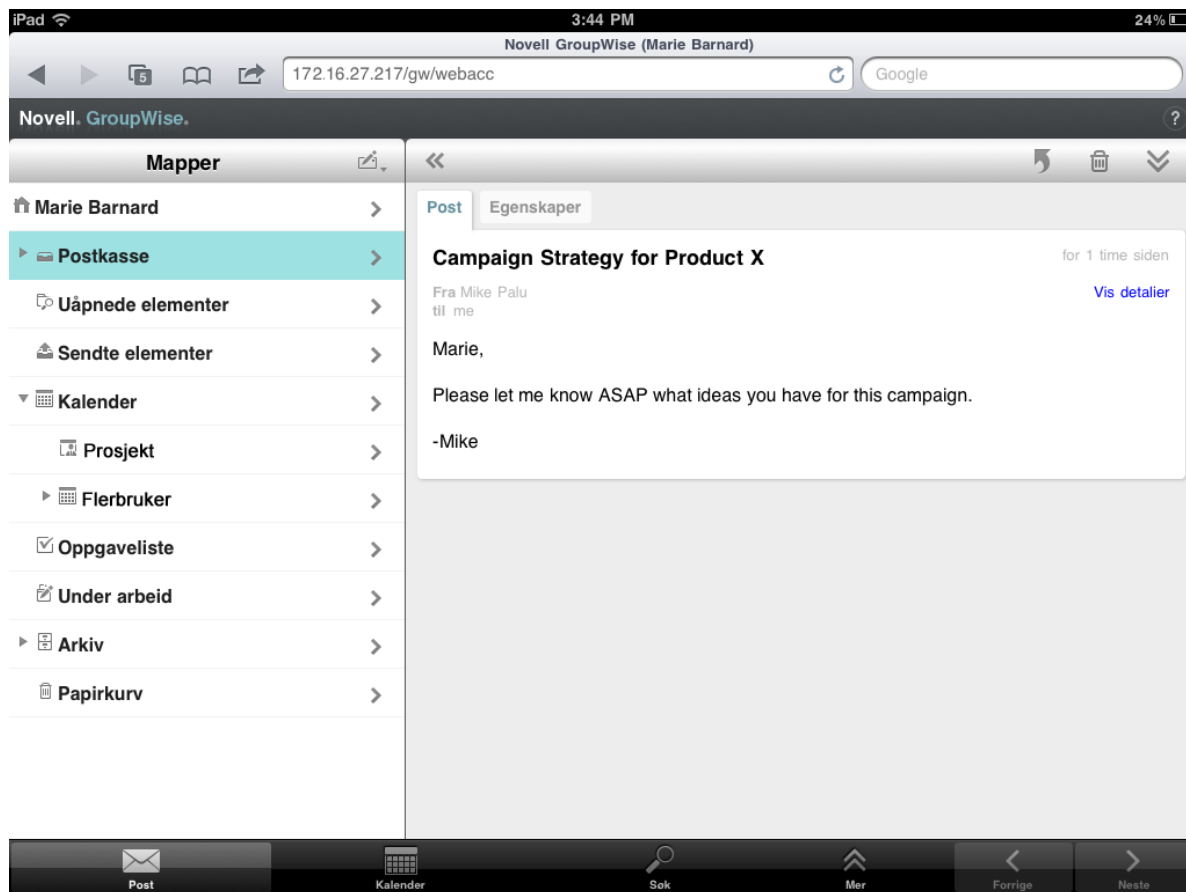 iPad 3:44 PM 24%
Novell GroupWise (Marie Barnard)
5 172.16.27.217/gw/webacc Google
Novell. GroupWise. ?
Mapper
Marie Barnard
Postkasse
Uåpnede elementer
Sendte elementer
Kalender
Prosjekt
Flerbruker
Oppgaveliste
Under arbeid
Arkiv
Papirkurv
Post Egenskaper
Campaign Strategy for Product X for 1 time siden
Fra Mike Palu Vis detalier
til me
Marie,
Please let me know ASAP what ideas you have for this campaign.
-Mike
Post Kalender Søk Mer Forrige Neste